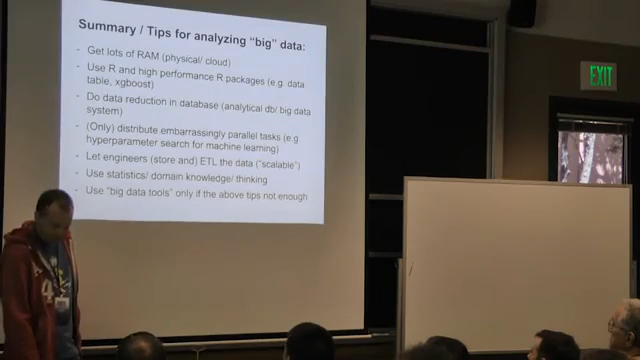 Summary / Tips for analyzing "big" data:
- Get lots of RAM (physical/ cloud)
- Use R and high performance R packages (e.g. data
table, xgboost)
- Do data reduction in database (analytical db/ big data
system)
- (Only) distribute embarrassingly parallel tasks (e.g
hyperparameter search for machine learning)
- Let engineers (store and) ETL the data ("scalable")
- Use statistics/ domain knowledge/ thinking
- Use "big data tools" only if the above tips not enough
EXIT
4